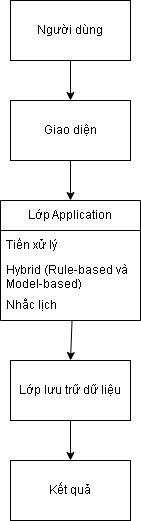 Người dùng
Giao diện
Lớp Application
Tiền xử lý
Hybrid (Rule-based và
Model-based)
Nhắc lịch
Lớp lưu trữ dữ liệu
Kết quả